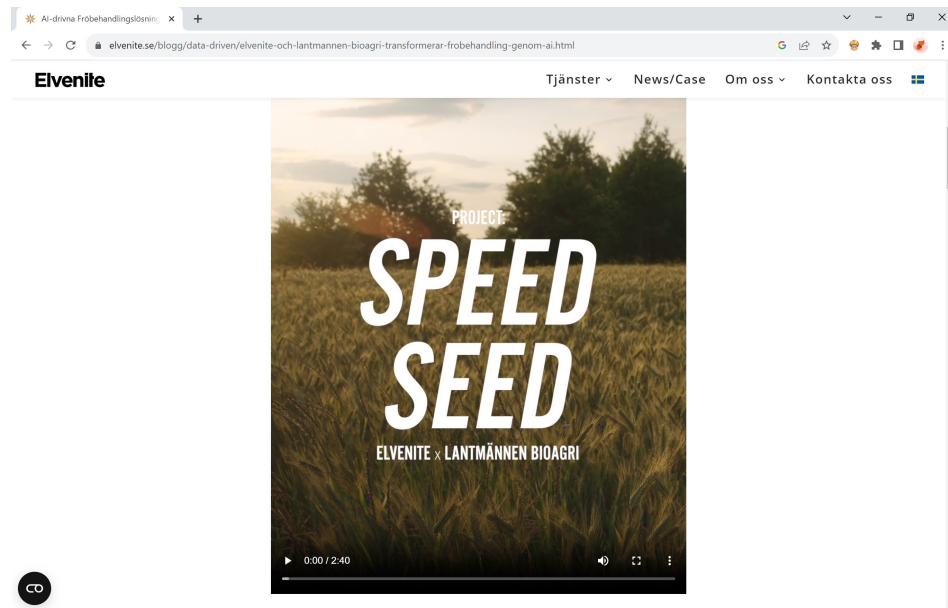 AI-drivna Fröbehandlingslösning
elvenite.se/blogg/data-driven/elvenite-och-lantmannen-bioagri-transformerar-frobehandling-genom-ai.html
Elvenite
Tjänster
News/Case
Om oss
Kontakta oss
PROJECT:
SPEED
SEED
ELVENITE x LANTMÄNNEN BIOAGRI
0:00 / 2:40